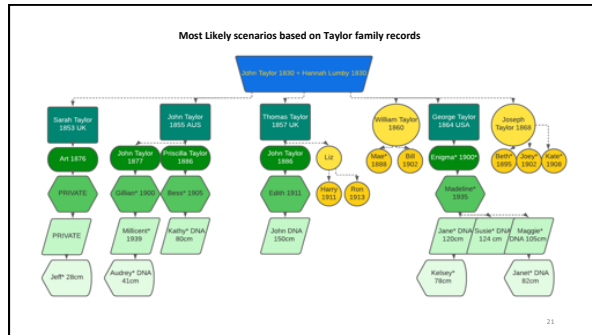 Most Likely scenarios based on Taylor family records
John Taylor 1830 + Hannah Lumby 1830
Sarah Taylor
1853 UK
John Taylor
1855 AUS
Thomas Taylor
1857 UK
William Taylor
1860
George Taylor
1864 USA
Joseph
Taylor 1868
Art 1876
John Taylor
1877
Priscilla Taylor
1886
John Taylor
1886
Liz
Mae*
1888
Bill
1902
Enigma* 1900*
Beth*
1895
Joey*
1902
Kate*
1908
PRIVATE
Gillian* 1900
Bess* 1905
Edith 1911
Harry
1911
Ron
1913
Madeline*
1935
PRIVATE
Millicent*
1939
Kathy* DNA
80cm
John DNA
150cm
Jane* DNA
120cm
Susie* DNA
124 cm
Maggie*
DNA 105cm
Jeff* 28cm
Audrey* DNA
41cm
Kelsey*
78cm
Janet* DNA
82cm
21